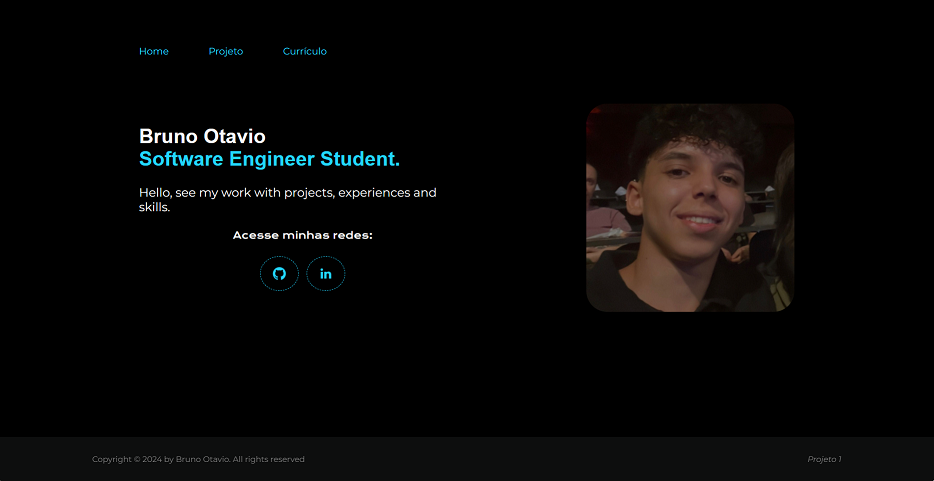 Home Projeto Currículo
Bruno Otavio
Software Engineer Student.
Hello, see my work with projects, experiences and
skills.
Acesse minhas redes:
in
Copyright © 2024 by Bruno Otavio. All rights reserved
Projeto 1